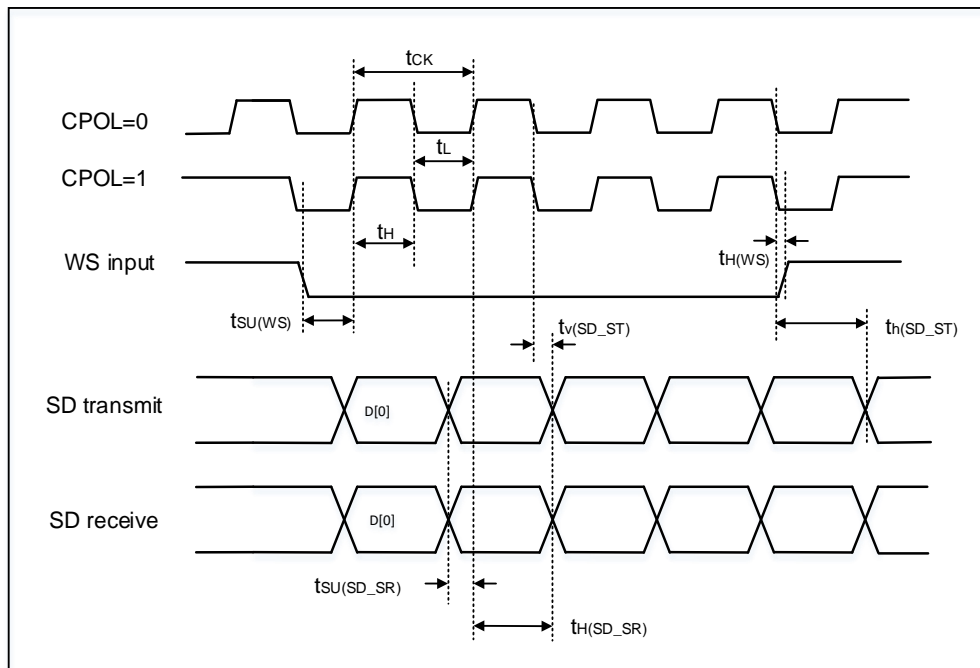 tCK
CPOL=0
tL
CPOL=1
tH
WS input
tH(WS)
tSU(WS)
tv(SD_ST)
th(SD_ST)
SD transmit
D[0]
SD receive
D[0]
tSU(SD_SR)
tH(SD_SR)